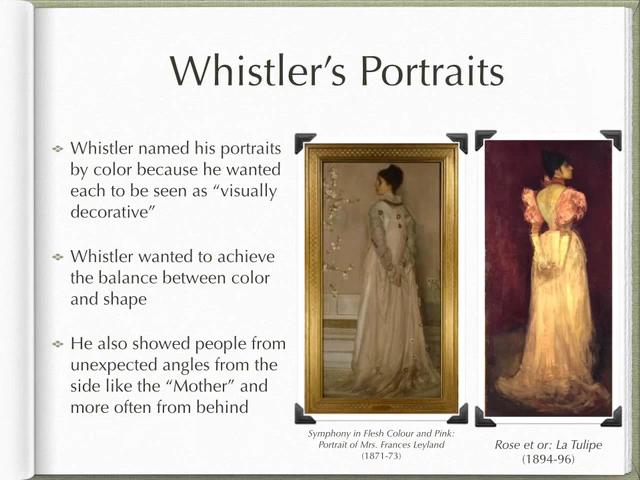 Whistler’s Portraits
Whistler named his portraits
by color because he wanted
each to be seen as “visually
decorative”
Whistler wanted to achieve
the balance between color
and shape
He also showed people from
unexpected angles from the
side like the “Mother” and
more often from behind
Symphony in Flesh Colour and Pink:
Portrait of Mrs. Frances Leyland
(1871-73)
Rose et or: La Tulipe
(1894-96)